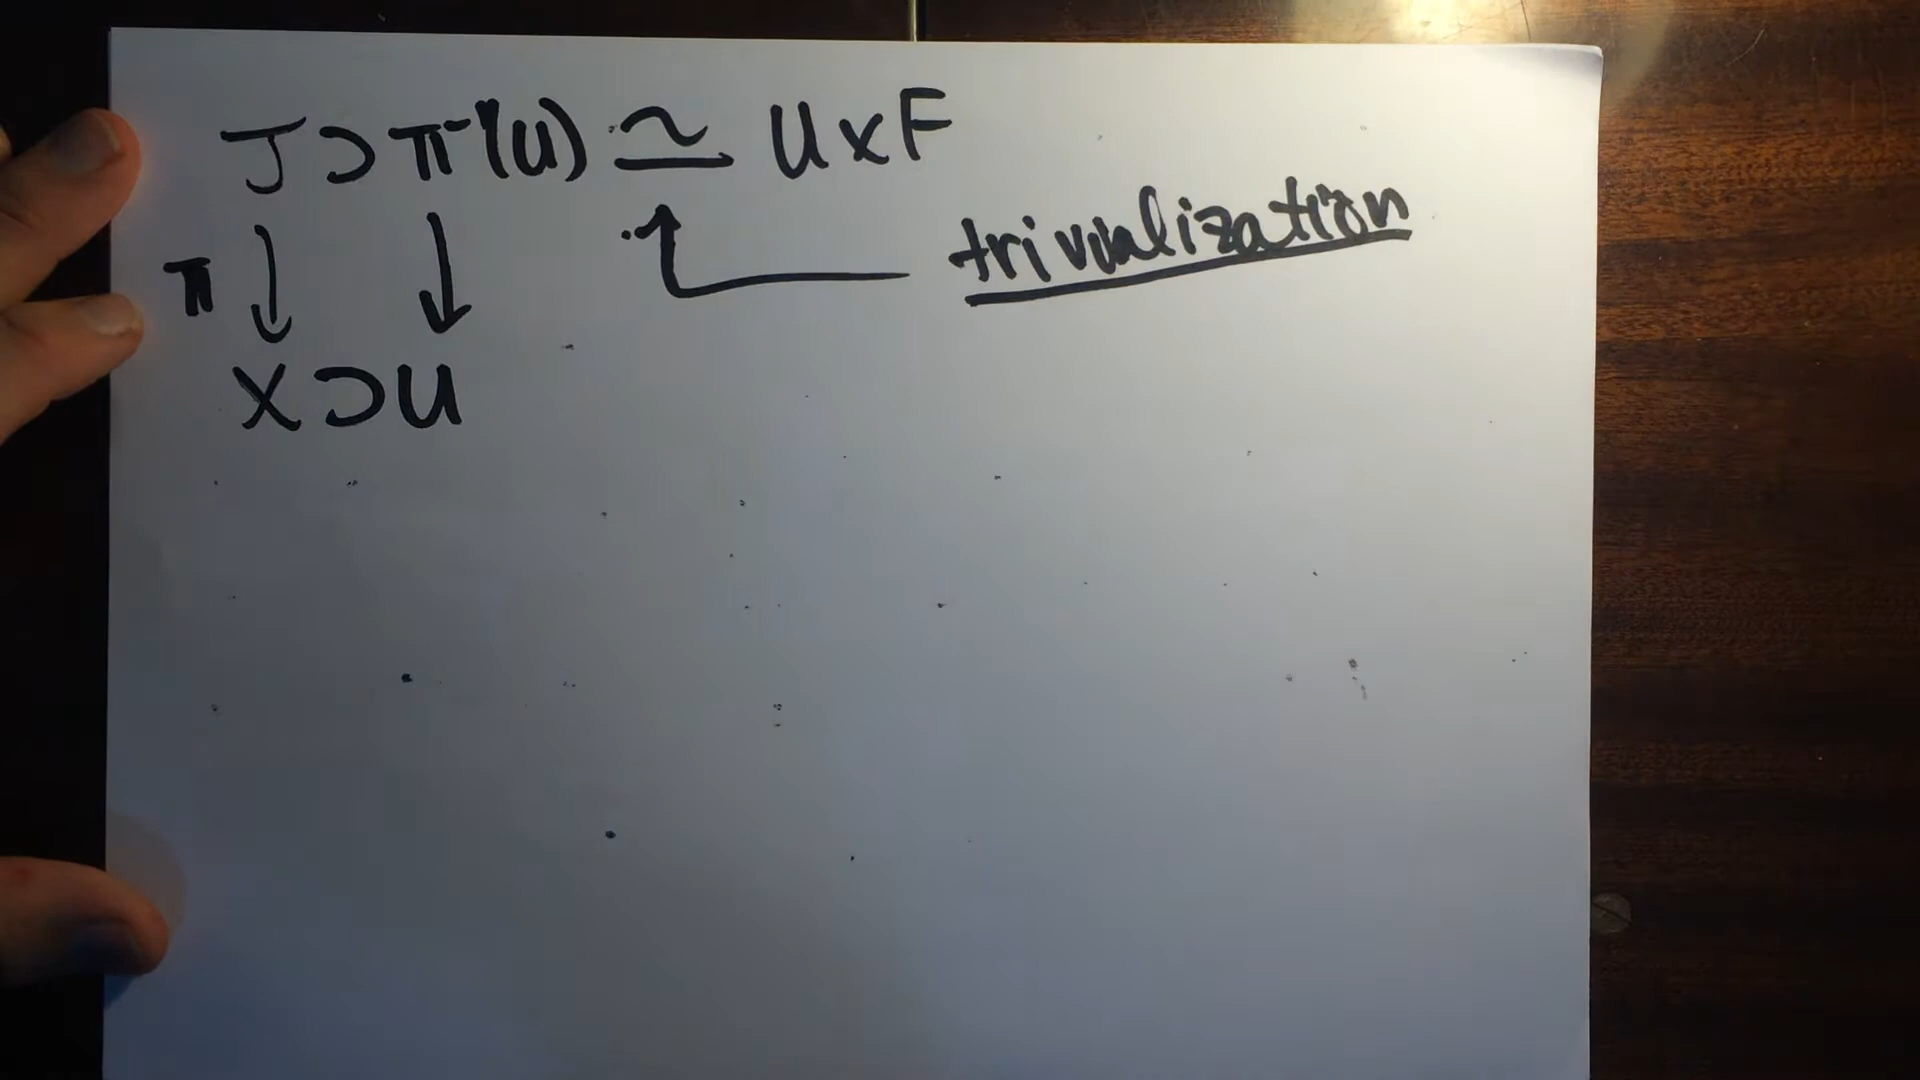 J ⊃ π⁻¹(U) ≃ U×F
trivialization
π ↓ ↓
X ⊃ U